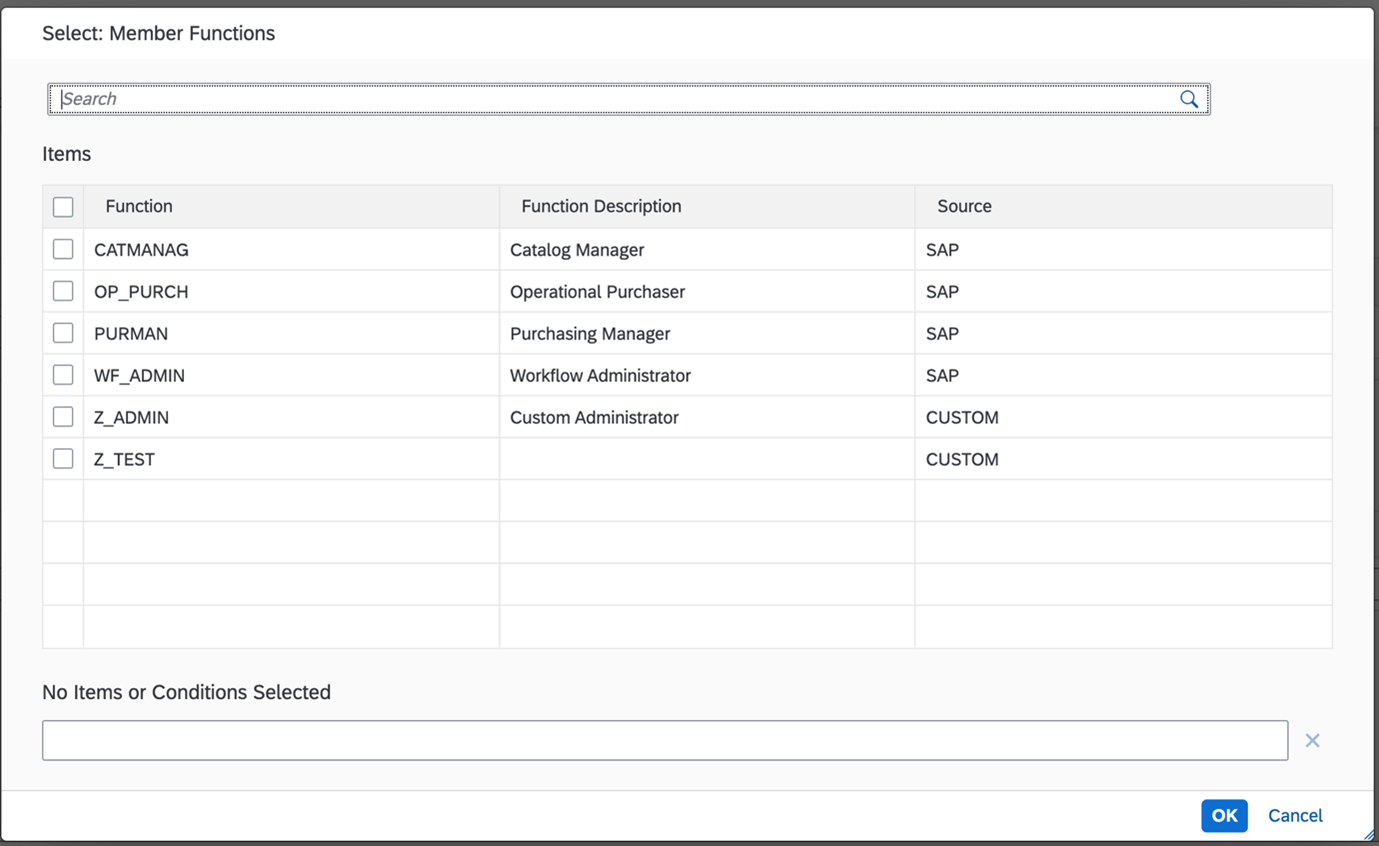 Select: Member Functions
Search
Items
Function Function Description Source
CATMANAG Catalog Manager SAP
OP_PURCH Operational Purchaser SAP
PURMAN Purchasing Manager SAP
WF_ADMIN Workflow Administrator SAP
Z_ADMIN Custom Administrator CUSTOM
Z_TEST CUSTOM
No Items or Conditions Selected
OK Cancel